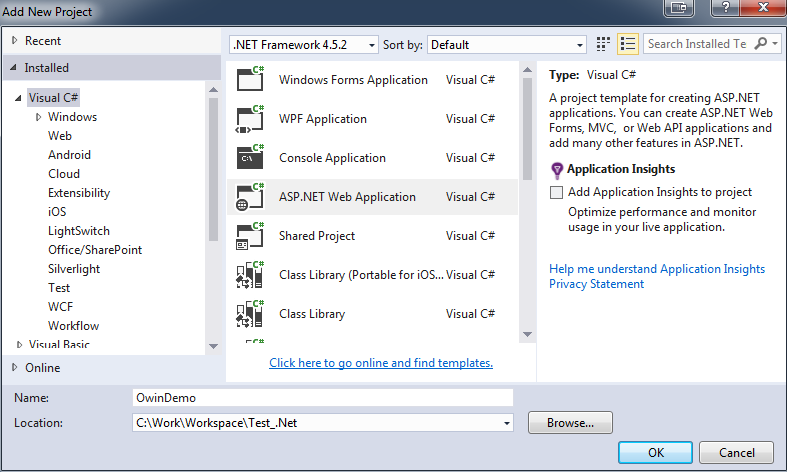 Add New Project
Recent
Installed
Visual C#
Windows
Web
Android
Cloud
Extensibility
iOS
LightSwitch
Office/SharePoint
Silverlight
Test
WCF
Workflow
Visual Basic
Online
.NET Framework 4.5.2
Sort by: Default
Search Installed Te
C# Windows Forms Application Visual C#
C# WPF Application Visual C#
C# C:\ Console Application Visual C#
C# ASP.NET Web Application Visual C#
C# Shared Project Visual C#
C# Class Library (Portable for iOS... Visual C#
C# Class Library Visual C#
C#
Click here to go online and find templates.
Type: Visual C#
A project template for creating ASP.NET
applications. You can create ASP.NET Web
Forms, MVC, or Web API applications and
add many other features in ASP.NET.
Application Insights
Add Application Insights to project
Optimize performance and monitor
usage in your live application.
Help me understand Application Insights
Privacy Statement
Name: OwinDemo
Location: C:\Work\Workspace\Test_.Net
Browse...
OK Cancel